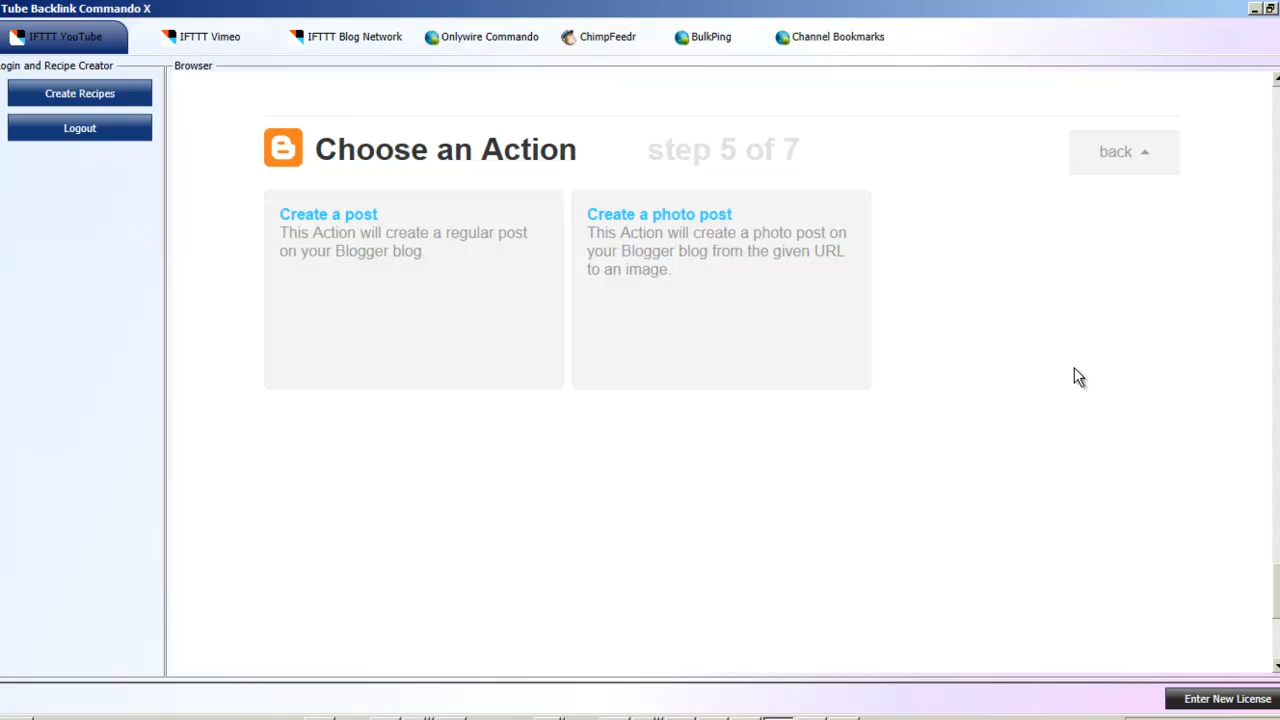 Tube Backlink Commando X
IFTTT YouTube
IFTTT Vimeo
IFTTT Blog Network
Onlywire Commando
ChimpFeedr
BulkPing
Channel Bookmarks
ogin and Recipe Creator
Browser
Create Recipes
Logout
Choose an Action
step 5 of 7
back
Create a post
This Action will create a regular post
on your Blogger blog
Create a photo post
This Action will create a photo post on
your Blogger blog from the given URL
to an image.
Enter New License